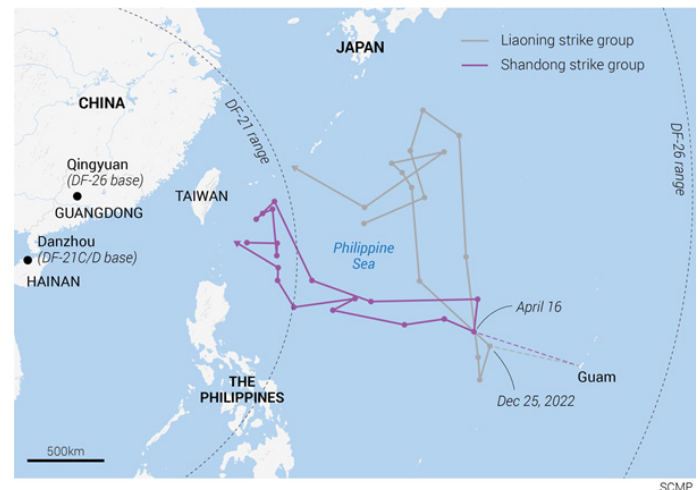 JAPAN
Liaoning strike group
Shandong strike group
CHINA
DF-21 range
DF-26 range
Qingyuan
(DF-26 base)
GUANGDONG
TAIWAN
Danzhou
(DF-21C/D base)
HAINAN
Philippine
Sea
April 16
Guam
THE
PHILIPPINES
Dec 25, 2022
500km
SCMP